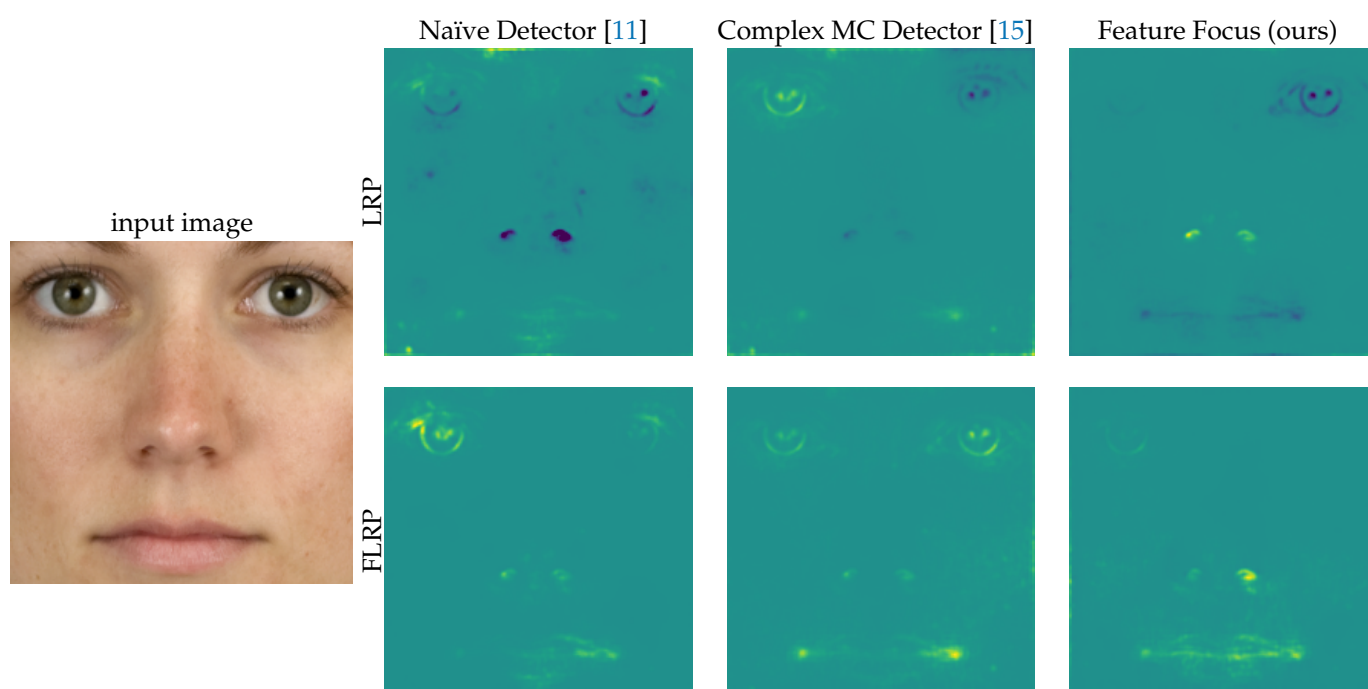 Naïve Detector [11]
Complex MC Detector [15]
Feature Focus (ours)
LRP
input image
FLRP